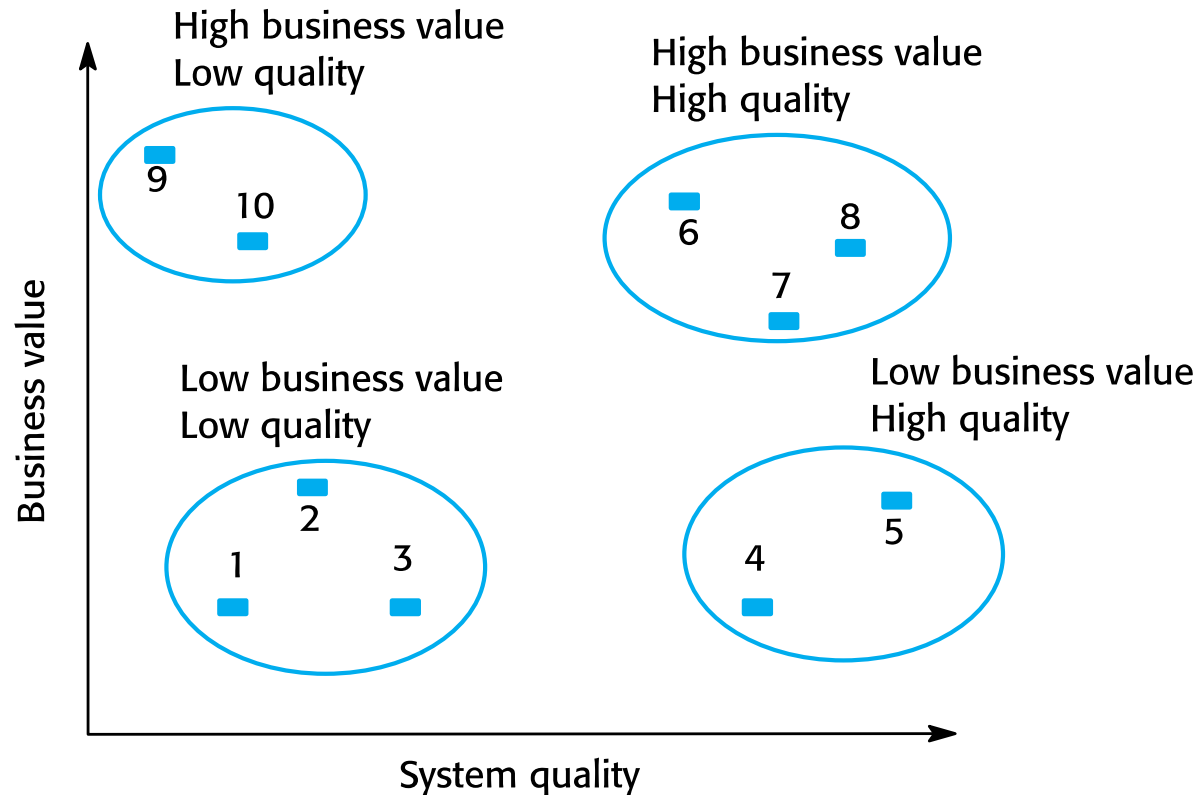 High business value
Low quality
High business value
High quality
9
10
6
8
7
Business value
Low business value
Low quality
Low business value
High quality
2
1
3
5
4
System quality